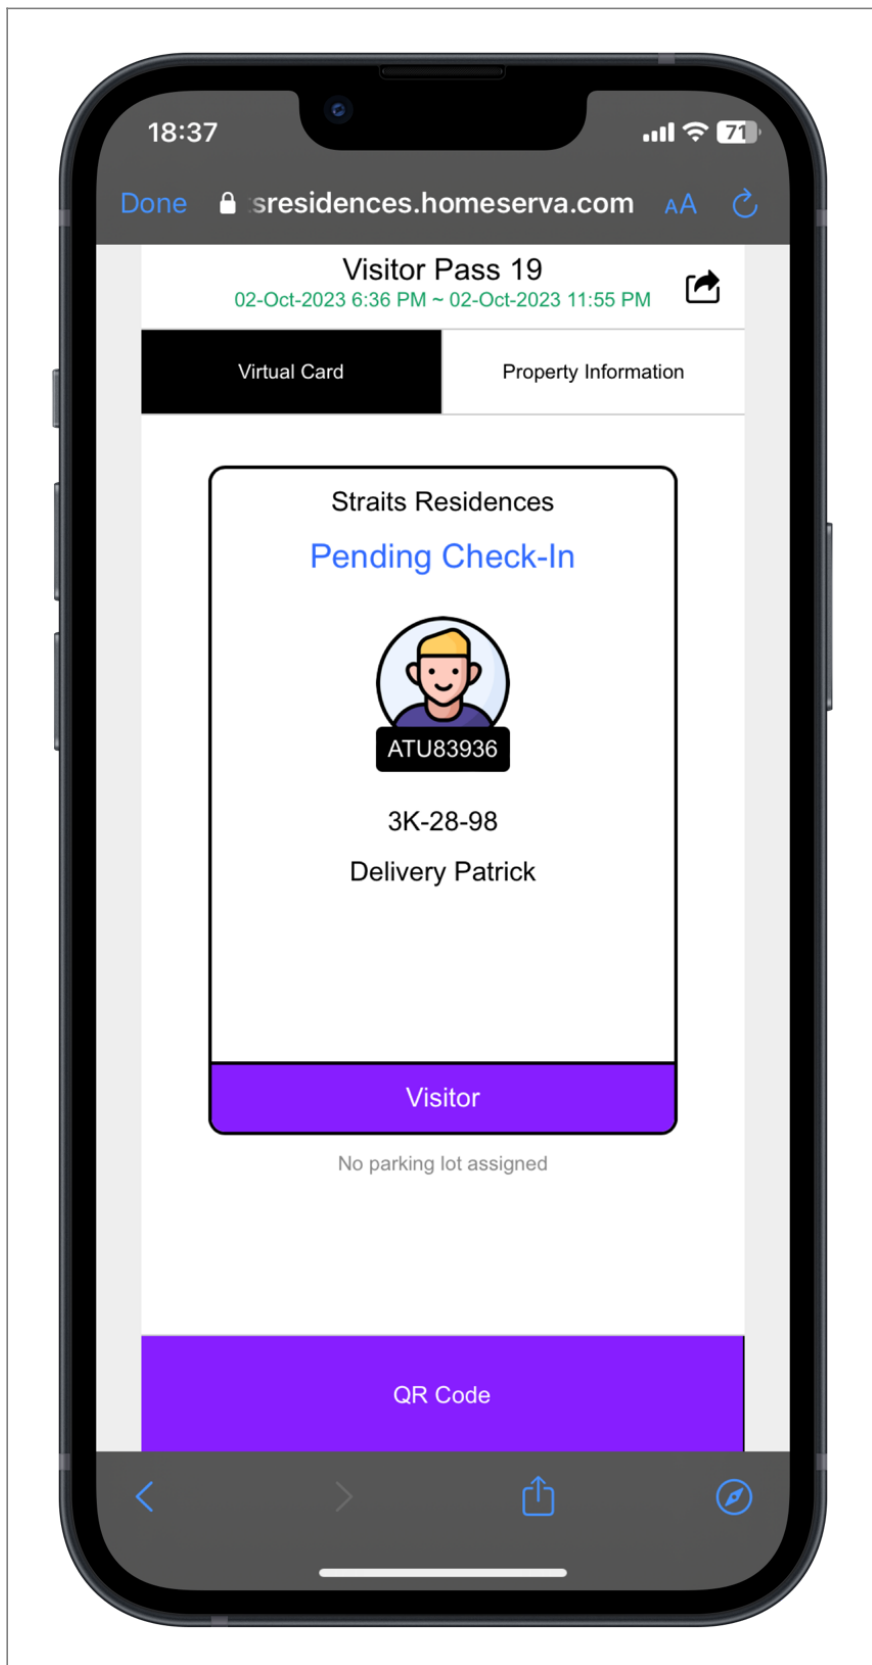 18:37
71
Done sresidences.homeserva.com AA
Visitor Pass 19
02-Oct-2023 6:36 PM ~ 02-Oct-2023 11:55 PM
Virtual Card
Property Information
Straits Residences
Pending Check-In
ATU83936
3K-28-98
Delivery Patrick
Visitor
No parking lot assigned
QR Code